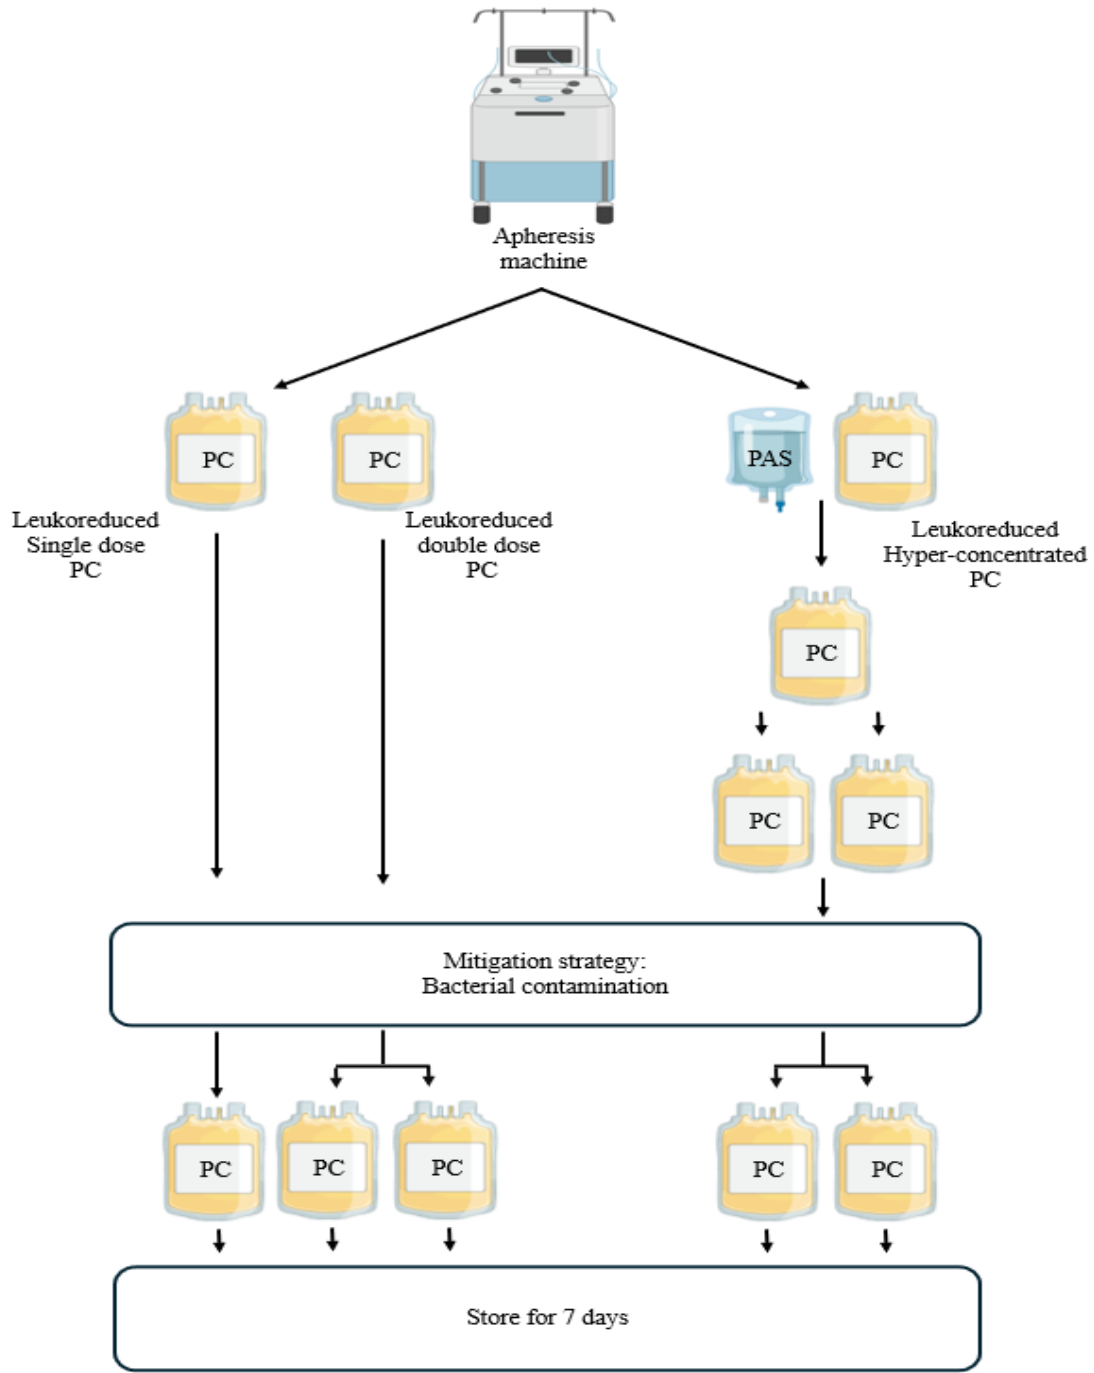 Apheresis
machine
PC
PC
PAS
PC
Leukoreduced
Single dose
PC
Leukoreduced
double dose
PC
Leukoreduced
Hyper-concentrated
PC
PC
PC
PC
Mitigation strategy:
Bacterial contamination
PC
PC
PC
PC
PC
Store for 7 days